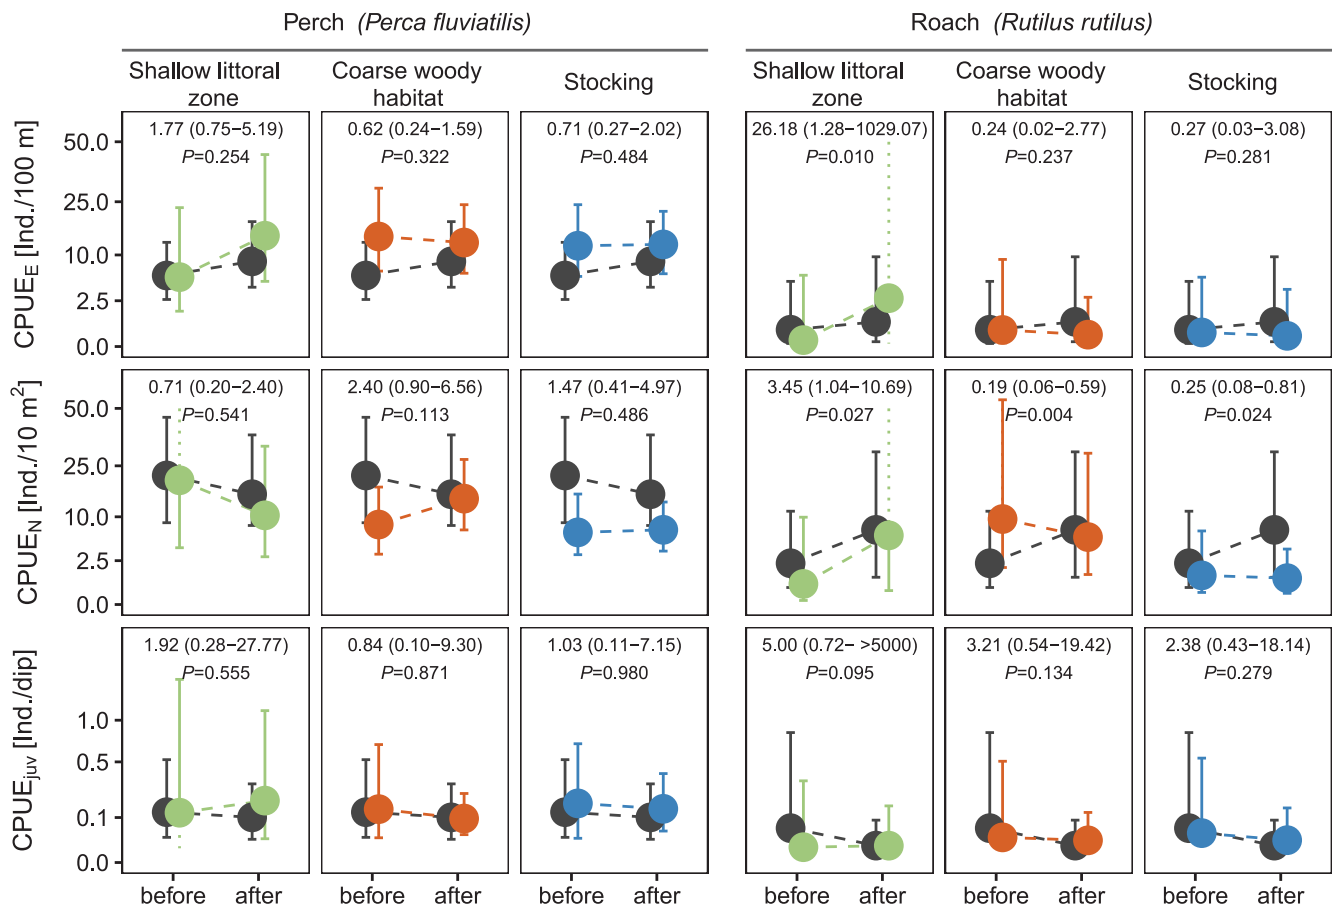 Perch (Perca fluviatilis)
Roach (Rutilus rutilus)
Shallow littoral
zone
Coarse woody
habitat
Stocking
Shallow littoral
zone
Coarse woody
habitat
Stocking
CPUE_E [Ind./100 m]
50.0
25.0
10.0
2.5
0.0
1.77 (0.75–5.19)
P=0.254
0.62 (0.24–1.59)
P=0.322
0.71 (0.27–2.02)
P=0.484
26.18 (1.28–1029.07)
P=0.010
0.24 (0.02–2.77)
P=0.237
0.27 (0.03–3.08)
P=0.281
CPUE_N [Ind./10 m²]
50.0
25.0
10.0
2.5
0.0
0.71 (0.20–2.40)
P=0.541
2.40 (0.90–6.56)
P=0.113
1.47 (0.41–4.97)
P=0.486
3.45 (1.04–10.69)
P=0.027
0.19 (0.06–0.59)
P=0.004
0.25 (0.08–0.81)
P=0.024
CPUE_juv [Ind./dip]
1.0
0.5
0.1
0.0
1.92 (0.28–27.77)
P=0.555
0.84 (0.10–9.30)
P=0.871
1.03 (0.11–7.15)
P=0.980
5.00 (0.72– >5000)
P=0.095
3.21 (0.54–19.42)
P=0.134
2.38 (0.43–18.14)
P=0.279
before after
before after
before after
before after
before after
before after